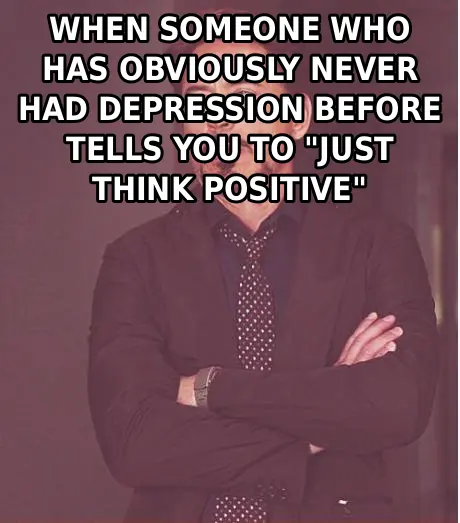 WHEN SOMEONE WHO
HAS OBVIOUSLY NEVER
HAD DEPRESSION BEFORE
TELLS YOU TO "JUST
THINK POSITIVE"